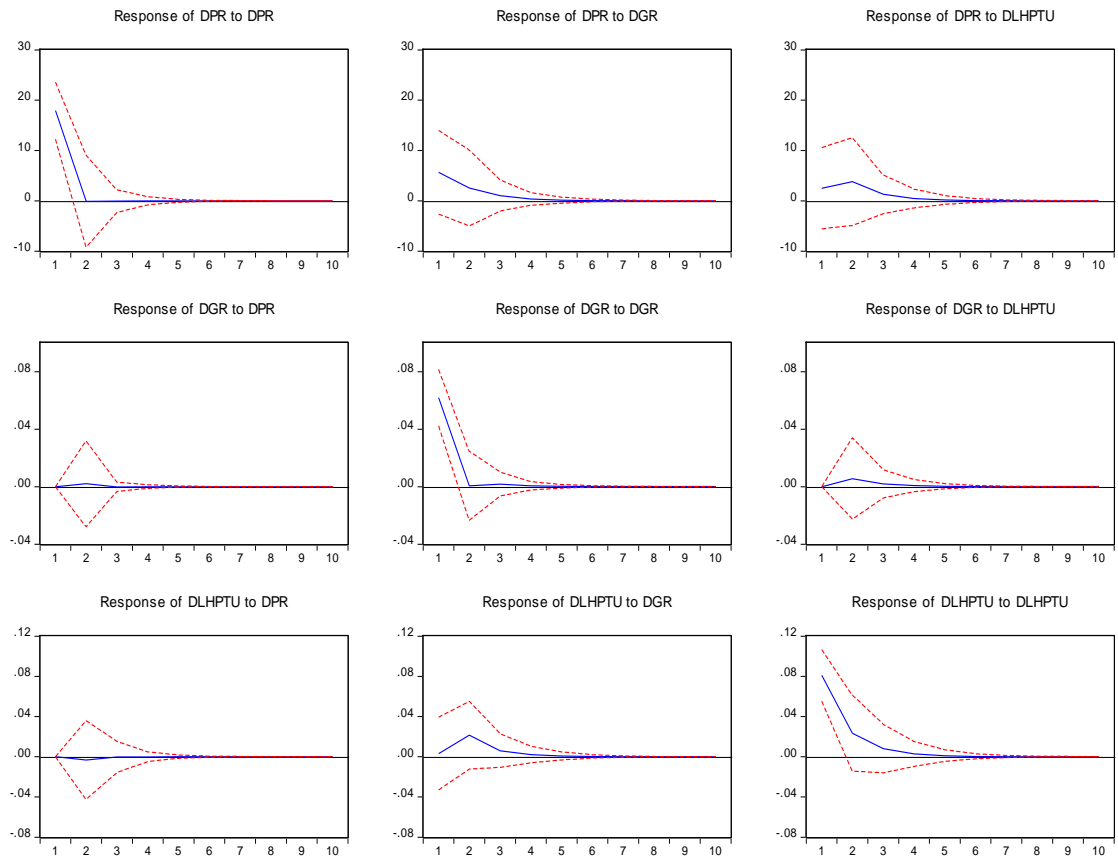 Response of DPR to DPR
Response of DPR to DGR
Response of DPR to DLHPTU
30
20
10
0
-10
1 2 3 4 5 6 7 8 9 10
30
20
10
0
-10
1 2 3 4 5 6 7 8 9 10
30
20
10
0
-10
1 2 3 4 5 6 7 8 9 10
Response of DGR to DPR
Response of DGR to DGR
Response of DGR to DLHPTU
.08
.04
.00
-.04
1 2 3 4 5 6 7 8 9 10
.08
.04
.00
-.04
1 2 3 4 5 6 7 8 9 10
.08
.04
.00
-.04
1 2 3 4 5 6 7 8 9 10
Response of DLHPTU to DPR
Response of DLHPTU to DGR
Response of DLHPTU to DLHPTU
.12
.08
.04
.00
-.04
-.08
1 2 3 4 5 6 7 8 9 10
.12
.08
.04
.00
-.04
-.08
1 2 3 4 5 6 7 8 9 10
.12
.08
.04
.00
-.04
-.08
1 2 3 4 5 6 7 8 9 10